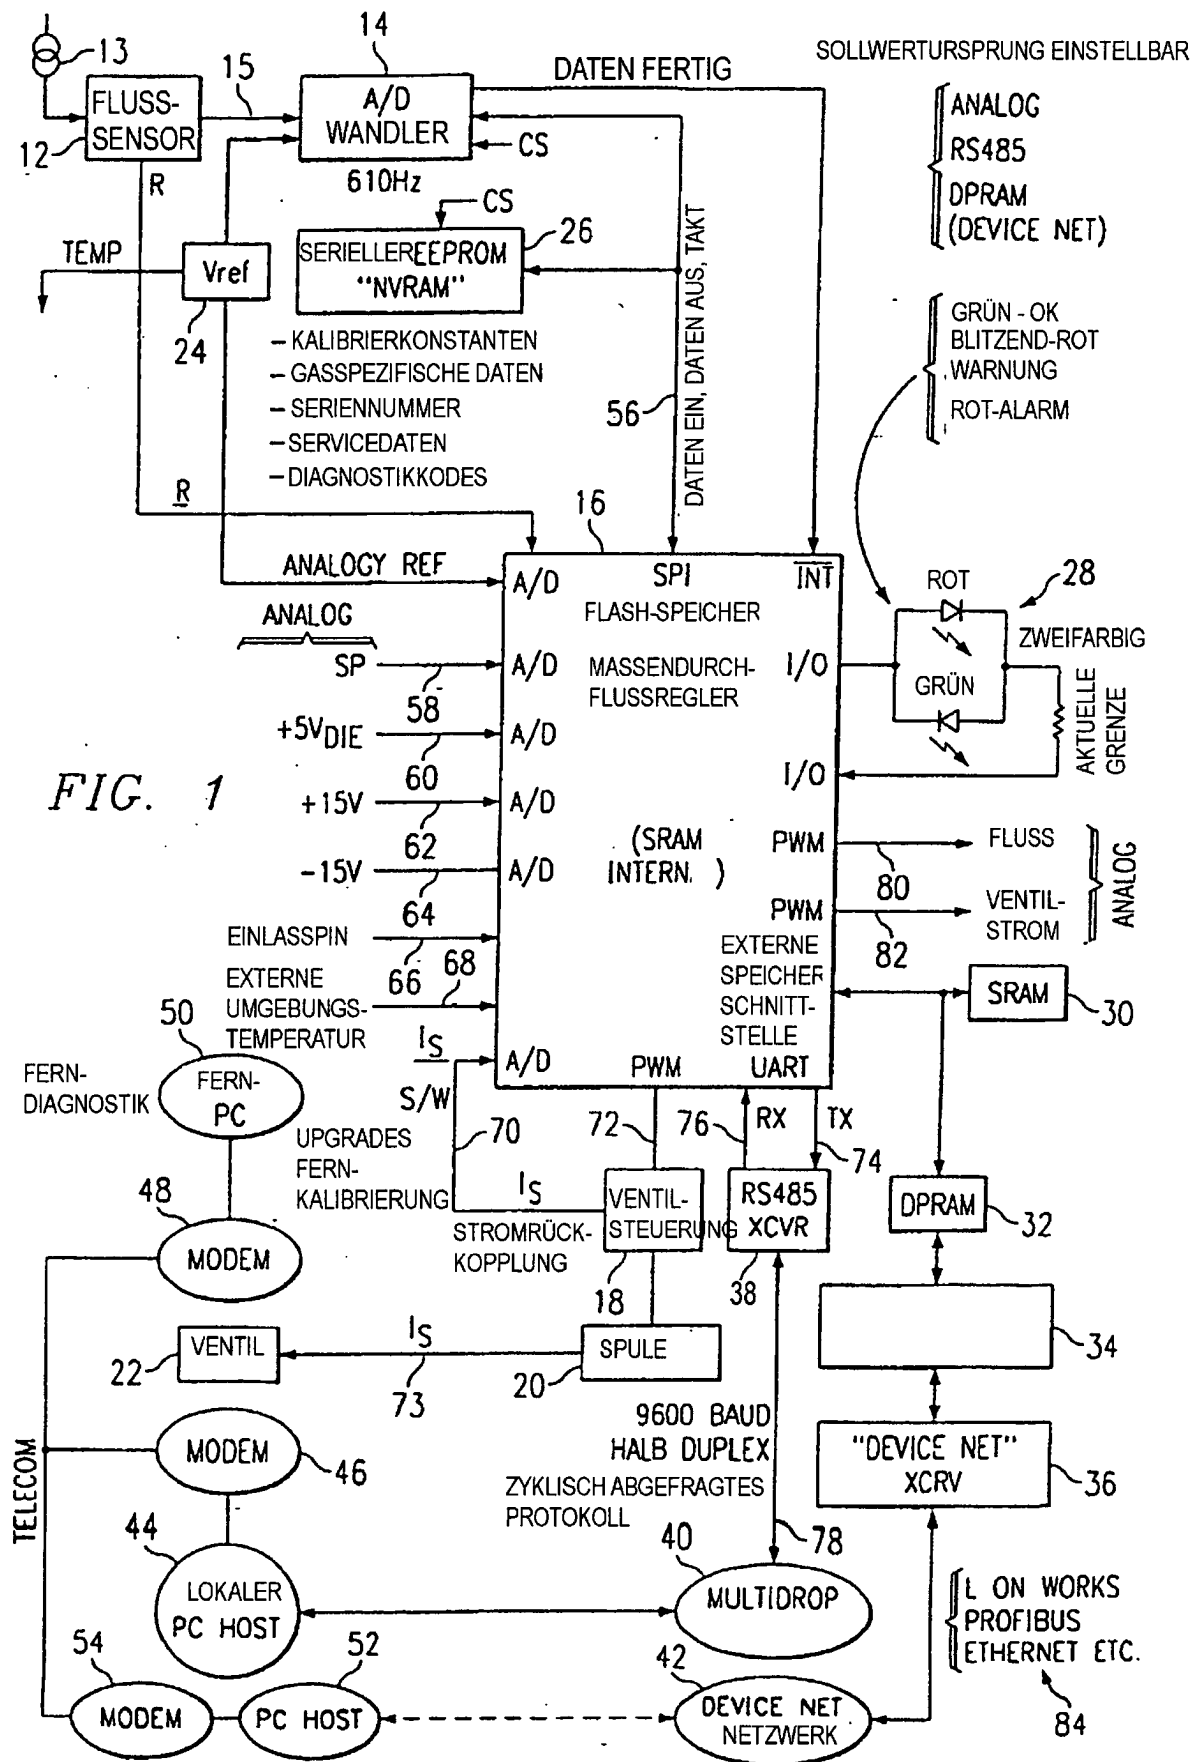 13
14
15
12
FLUSS-
SENSOR
R
A/D
WANDLER
610Hz
DATEN FERTIG
CS
SOLLWERTURSPRUNG EINSTELLBAR
ANALOG
RS485
DPRAM
(DEVICE NET)
TEMP
Vref
24
CS
26
SERIELLER EEPROM
"NVRAM"
- KALIBRIERKONSTANTEN
- GASSPEZIFISCHE DATEN
- SERIENNUMMER
- SERVICEDATEN
- DIAGNOSTIKKODES
56
DATEN EIN, DATEN AUS, TAKT
GRÜN - OK
BLITZEND-ROT
WARNUNG
ROT-ALARM
R
16
ANALOGY REF
A/D
SPI
INT
FLASH-SPEICHER
ANALOG
SP
58
A/D
MASSENDURCH-
FLUSSREGLER
I/O
ROT
GRÜN
28
ZWEIFARBIG
AKTUELLE
GRENZE
+5VDIE
60
A/D
I/O
FIG. 1
+15V
62
A/D
(SRAM
INTERN. )
PWM
80
FLUSS
-15V
64
A/D
PWM
82
VENTIL-
STROM
ANALOG
EINLASSPIN
66
EXTERNE
UMGEBUNGS-
TEMPERATUR
68
EXTERNE
SPEICHER
SCHNITT-
STELLE
SRAM
30
IS
S/W
A/D
PWM
UART
50
FERN-
DIAGNOSTIK
FERN-
PC
70
UPGRADES
FERN-
KALIBRIERUNG
72
76
RX
TX
74
IS
STROMRÜCK-
KOPPLUNG
VENTIL-
STEUERUNG
18
RS485
XCVR
38
DPRAM
32
48
MODEM
34
VENTIL
22
IS
73
SPULE
20
TELECOM
MODEM
46
9600 BAUD
HALB DUPLEX
ZYKLISCH ABGEFRAGTES
PROTOKOLL
78
"DEVICE NET"
XCRV
36
44
LOKALER
PC HOST
40
MULTIDROP
L ON WORKS
PROFIBUS
ETHERNET ETC.
84
54
MODEM
52
PC HOST
42
DEVICE NET
NETZWERK